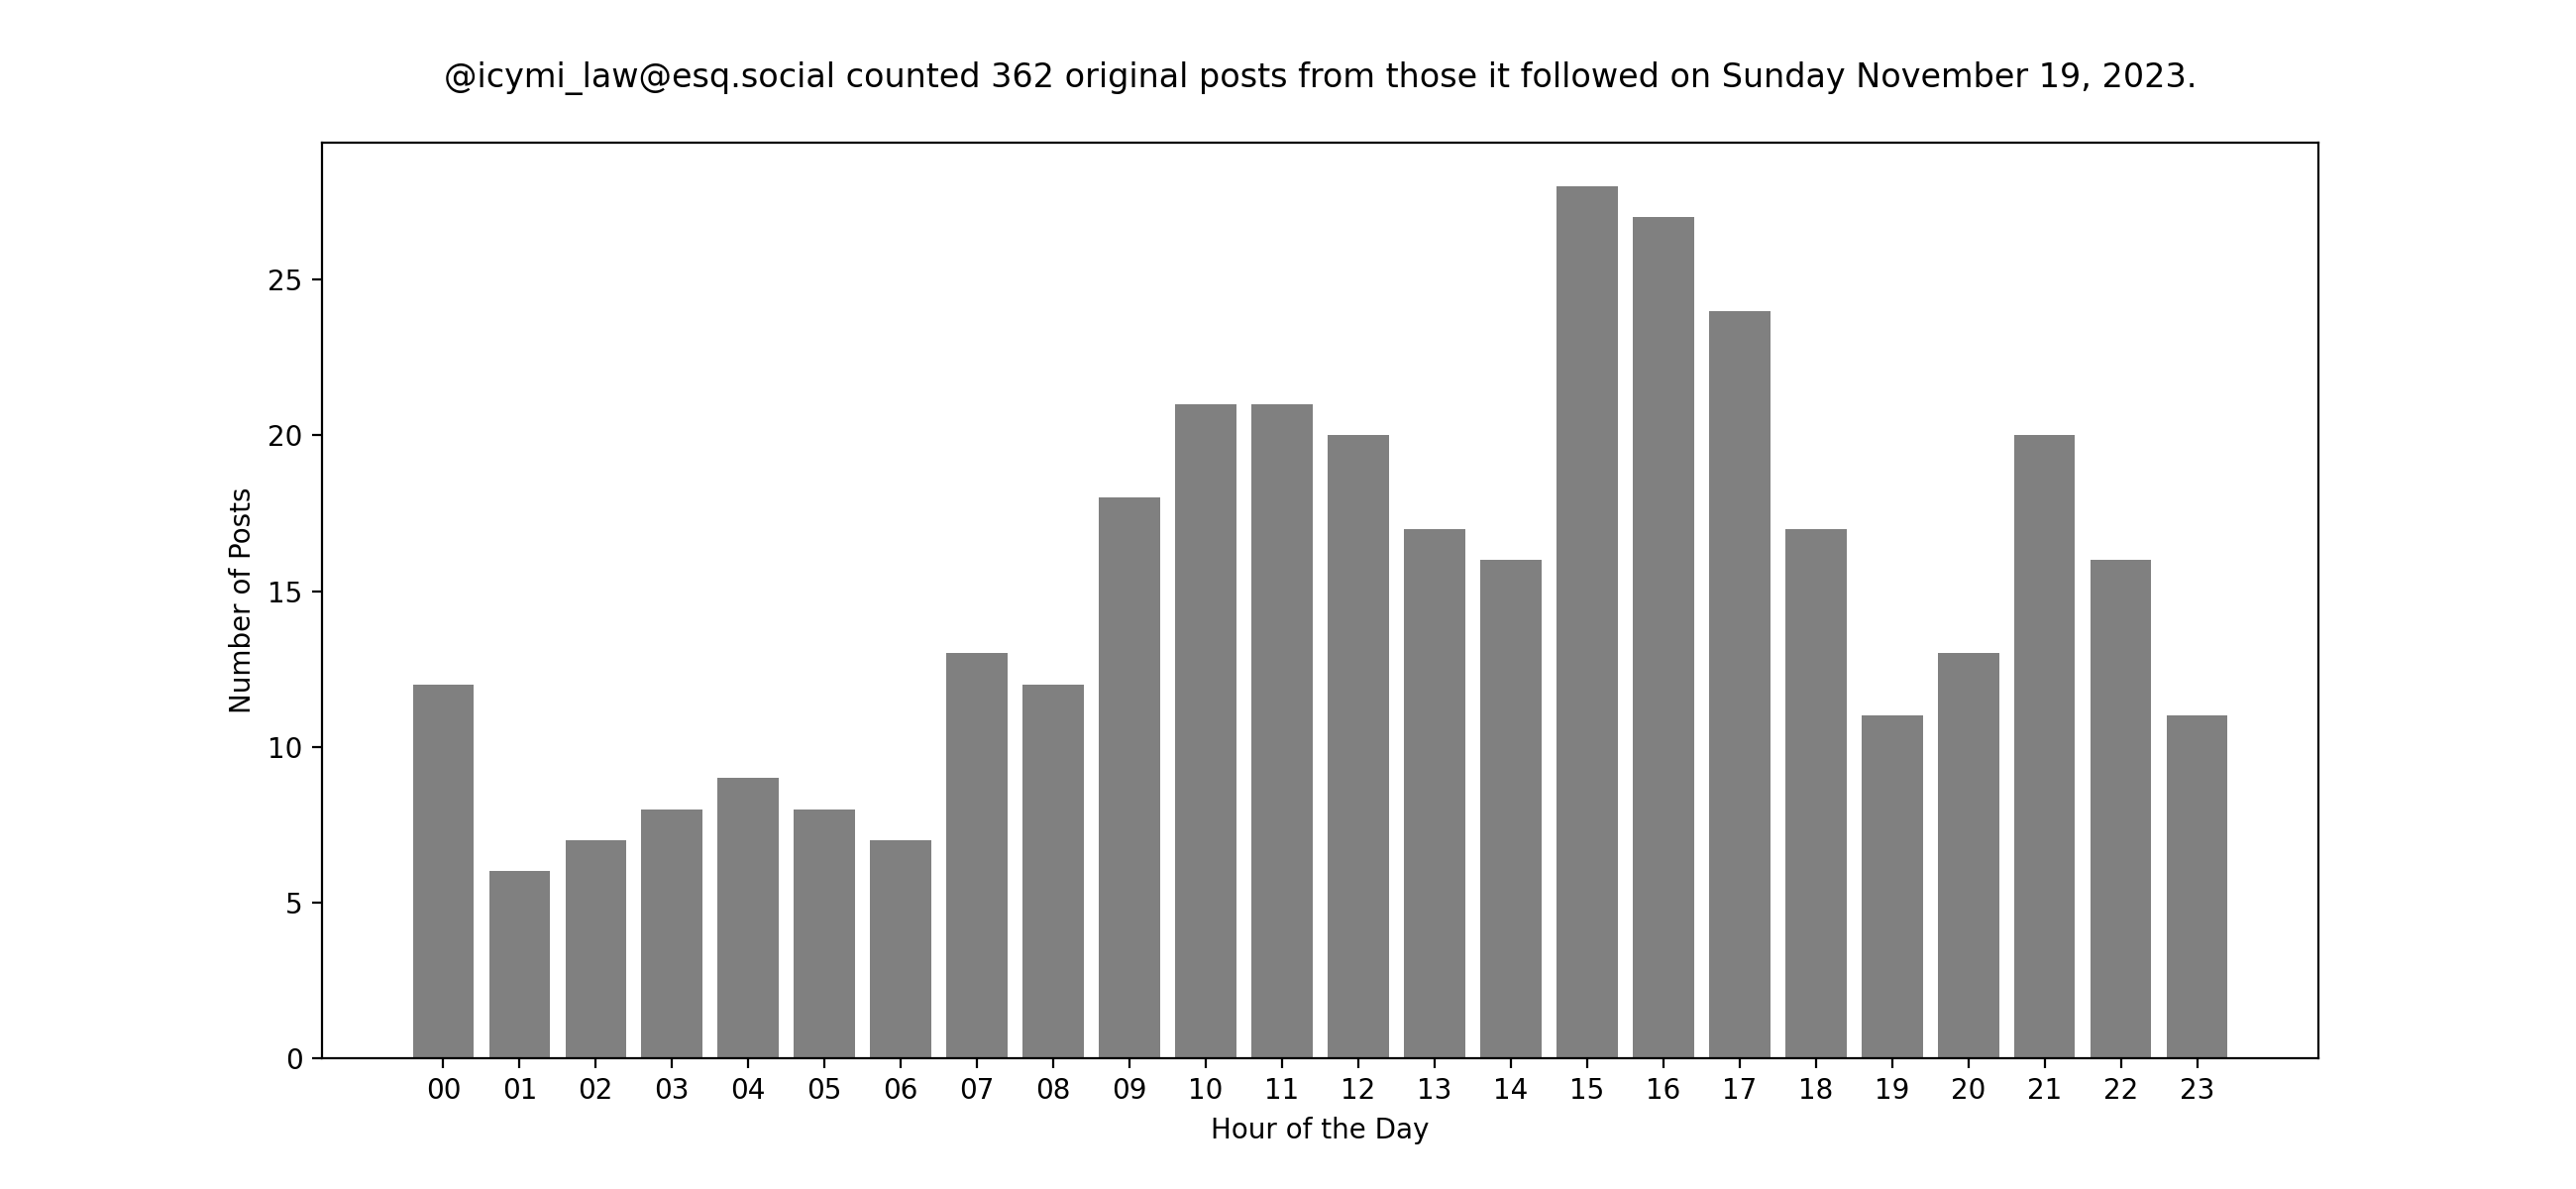 @icymi_law@esq.social counted 362 original posts from those it followed on Sunday November 19, 2023.
25
20
15
10
5
0
Number of Posts
00 01 02 03 04 05 06 07 08 09 10 11 12 13 14 15 16 17 18 19 20 21 22 23
Hour of the Day